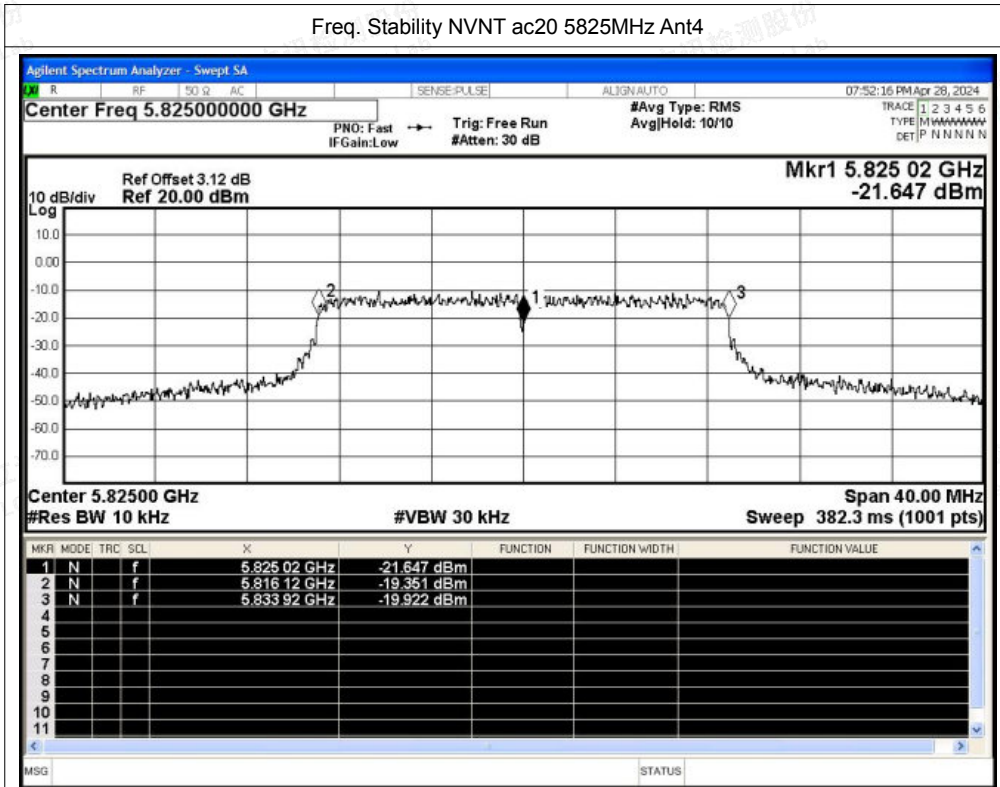 Freq. Stability NVNT ac20 5825MHz Ant4
Agilent Spectrum Analyzer - Swept SA
R RF 50 Ω AC SENSE:PULSE ALIGN AUTO 07:52:16 PM Apr 28, 2024
Center Freq 5.825000000 GHz #Avg Type: RMS TRACE 1 2 3 4 5 6
PNO: Fast Trig: Free Run Avg|Hold: 10/10 TYPE M
IFGain:Low #Atten: 30 dB DET P N N N N N
Mkr1 5.825 02 GHz
Ref Offset 3.12 dB
10 dB/div Ref 20.00 dBm -21.647 dBm
Log
10.0
0.00
-10.0
-20.0
-30.0
-40.0
-50.0
-60.0
-70.0
2 1 3
Center 5.82500 GHz Span 40.00 MHz
#Res BW 10 kHz #VBW 30 kHz Sweep 382.3 ms (1001 pts)
MKR MODE TRC SCL X Y FUNCTION FUNCTION WIDTH FUNCTION VALUE
1 N f 5.825 02 GHz -21.647 dBm
2 N f 5.816 12 GHz -19.351 dBm
3 N f 5.833 92 GHz -19.922 dBm
4
5
6
7
8
9
10
11
MSG STATUS